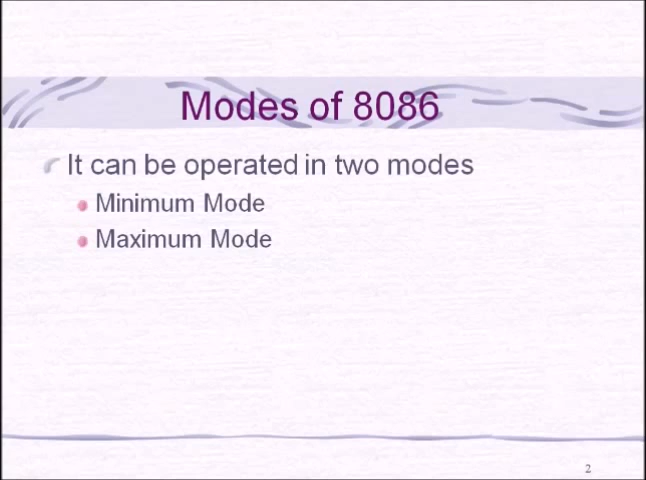 Modes of 8086
It can be operated in two modes
Minimum Mode
Maximum Mode
2